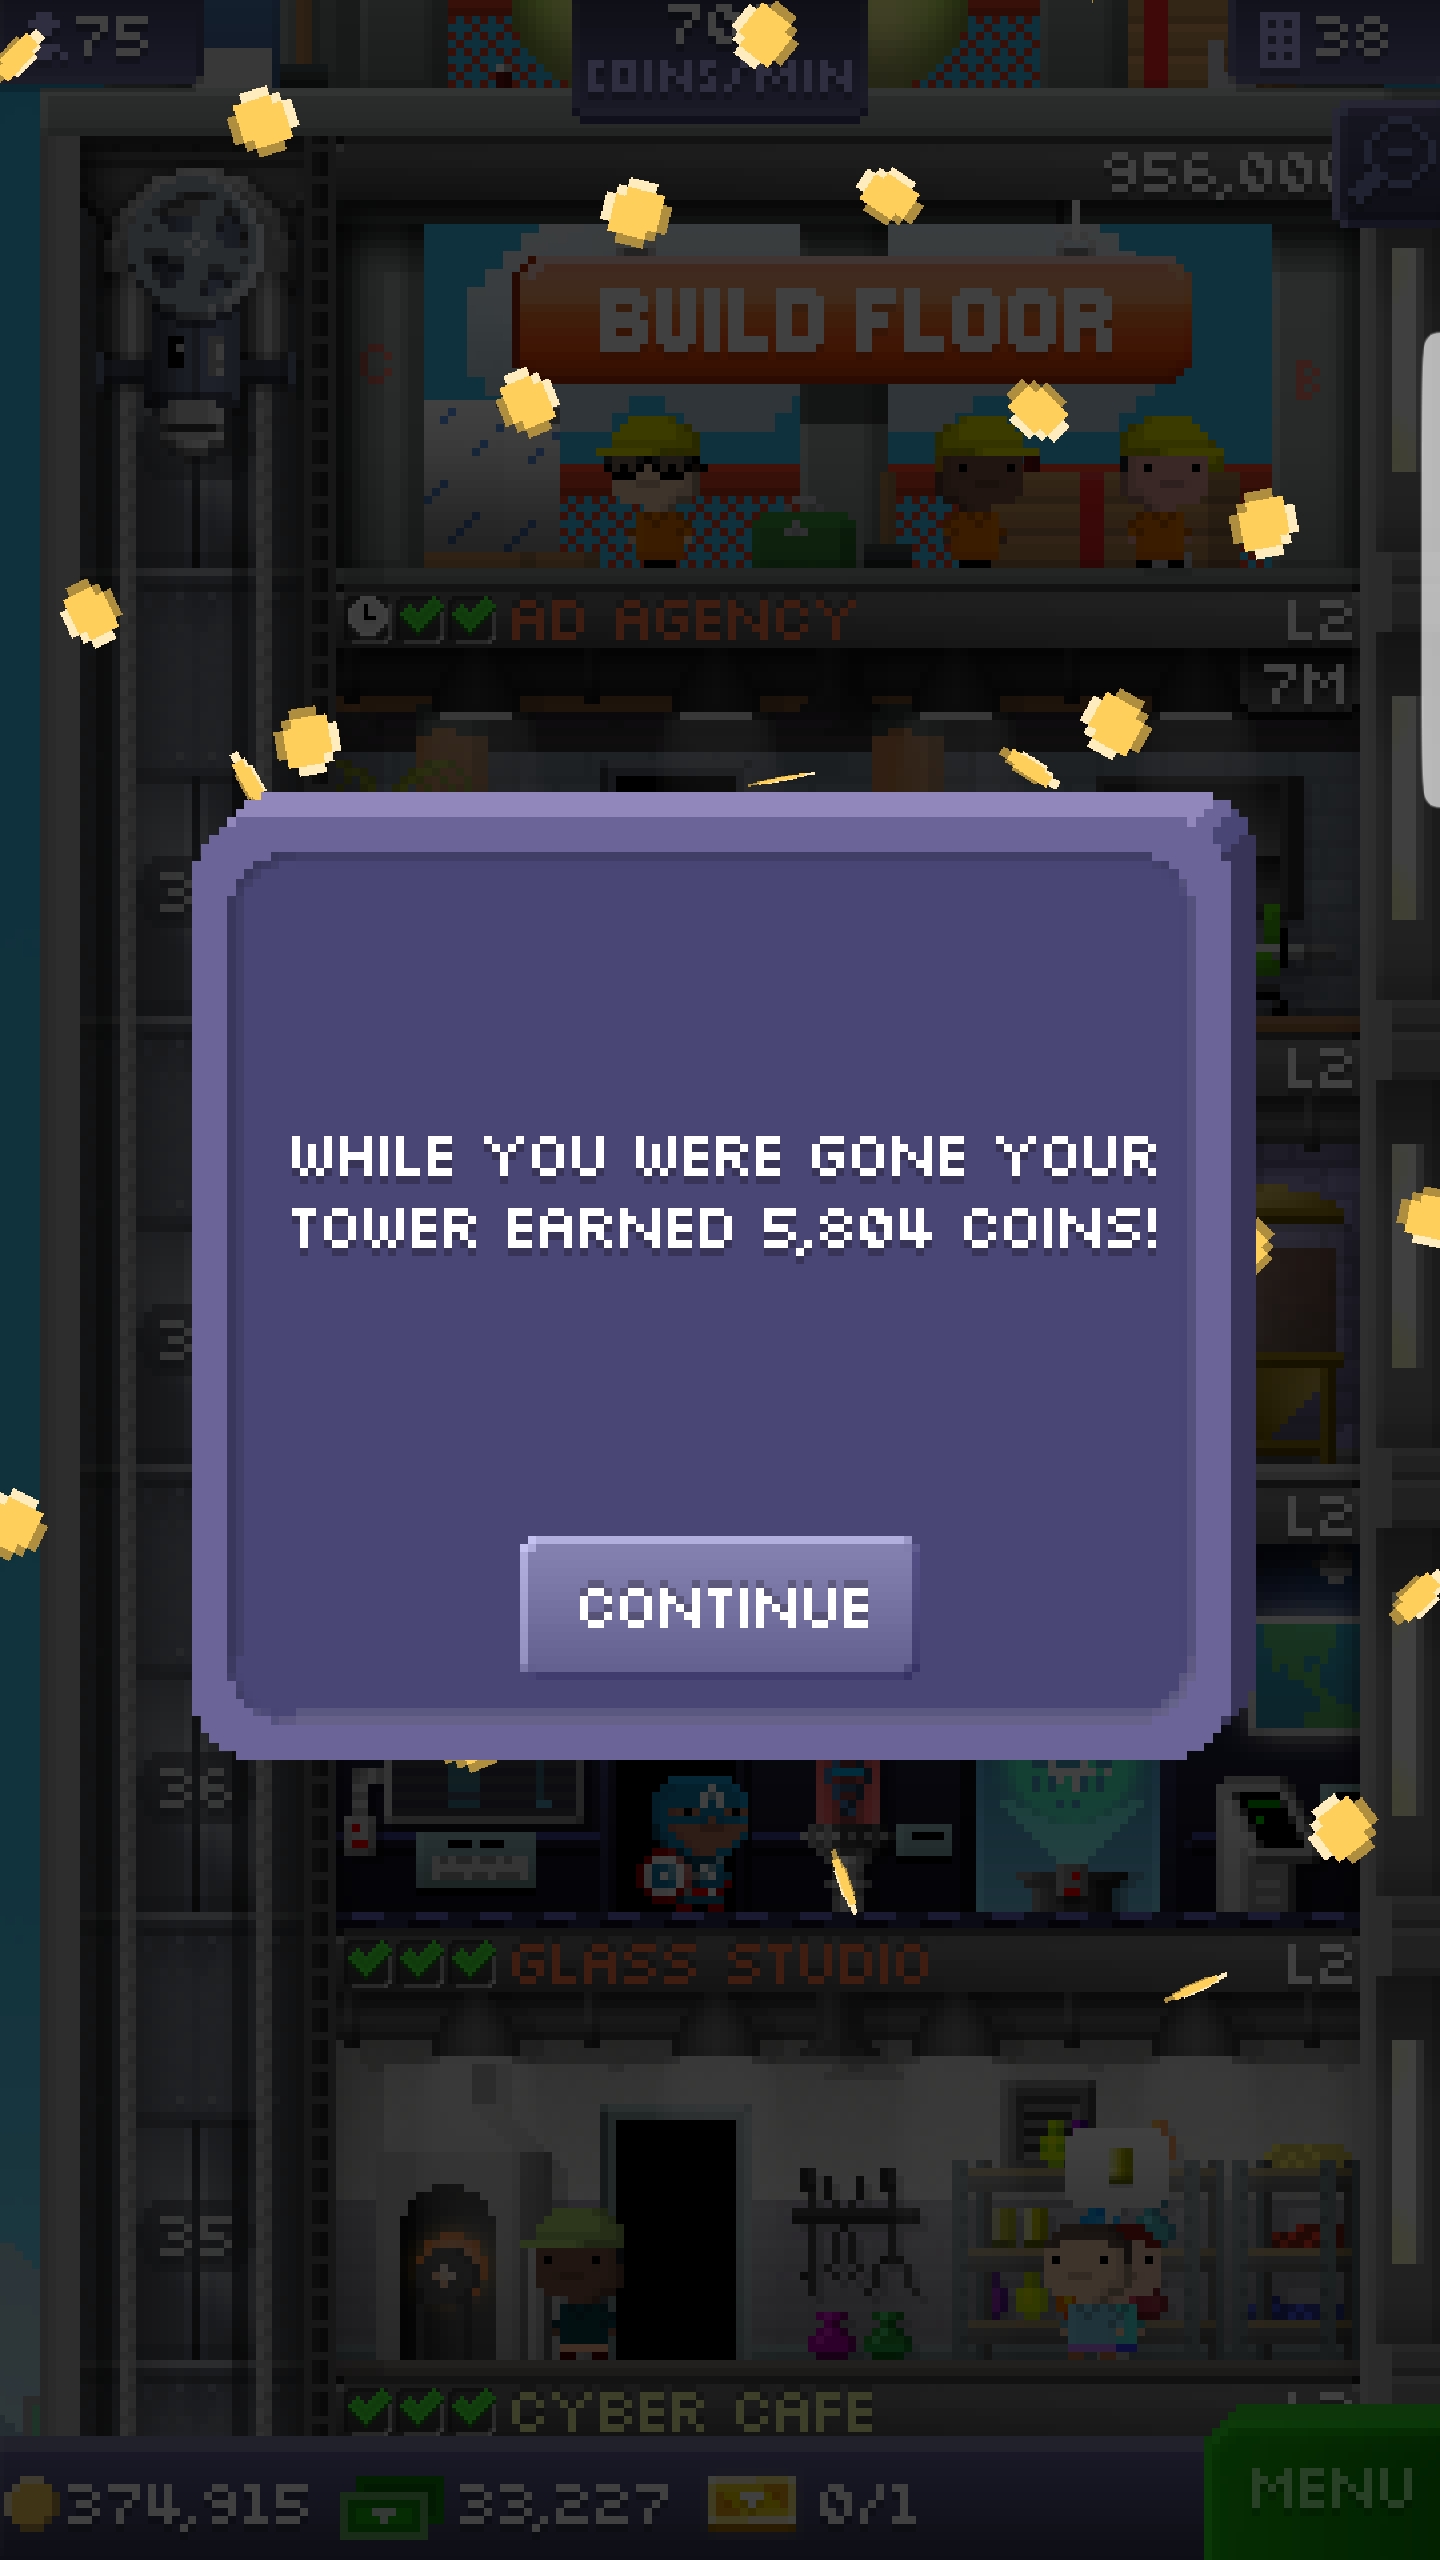 75
COINS/MIN
38
956,000
BUILD FLOOR
C
B
AD AGENCY
L2
7M
L2
WHILE YOU WERE GONE YOUR
TOWER EARNED 5,804 COINS!
L2
CONTINUE
36
GLASS STUDIO
L2
35
CYBER CAFE
374,915
33,227
0/1
MENU